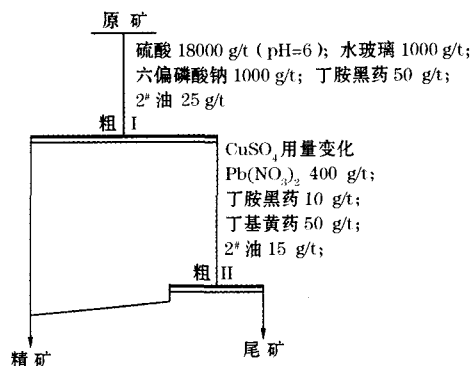 原 矿
硫酸 18000 g/t (pH=6); 水玻璃 1000 g/t;
六偏磷酸钠 1000 g/t; 丁胺黑药 50 g/t;
2# 油 25 g/t
粗 I
CuSO4 用量变化
Pb(NO3)2 400 g/t;
丁胺黑药 10 g/t;
丁基黄药 50 g/t;
2# 油 15 g/t;
粗 II
精 矿
尾 矿